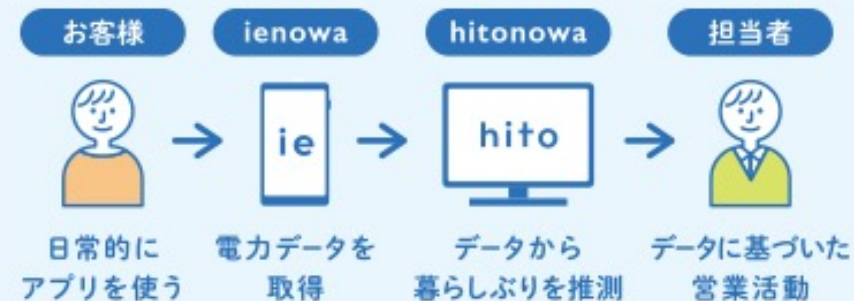 お客様
ienowa
hitonowa
担当者
ie
hito
日常的に
アプリを使う
電力データを
取得
データから
暮らしぶりを推測
データに基づいた
営業活動